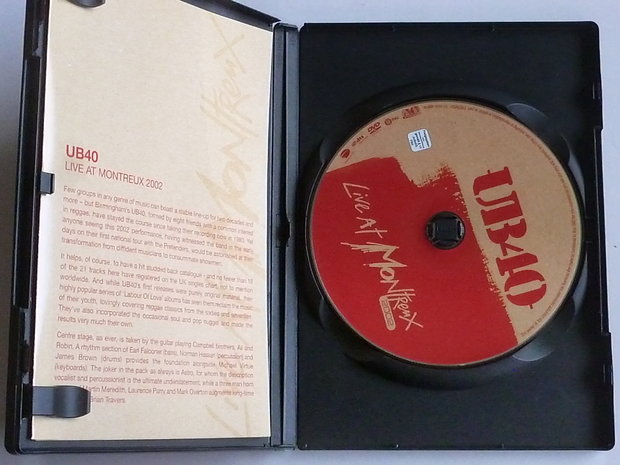 UB40
LIVE AT MONTREUX 2002
Few groups in any genre of music can boast a stable line-up for two decades and
more – but Birmingham's UB40, formed by eight friends with a common interest
in reggae, have stayed the course since taking their recording bow in 1980. Yet
anyone seeing this 2002 performance, having witnessed the band in the early
days on their first national tour with the Pretenders, would be astonished at their
transformation from diffident musicians to consummate showmen.
It helps, of course, to have a hit studded back catalogue – and no fewer than
of the 21 tracks here have registered on the UK singles chart, not to mention
worldwide. And while UB40's first releases were purely original material, their
highly popular series of 'Labour Of Love' albums has seen them
of their youth, lovingly covering reggae classics from the sixties and seventies.
They've also incorporated the occasional soul and pop nugget and made the
results very much their own.
Centre stage, as ever, is taken by the guitar playing Campbell brothers, Ali and
Robin. A rhythm section of Earl Falconer (bass), Norman Hassan (percussion) and
James Brown (drums) provides the foundation alongside Michael Virtue
(keyboards). The joker in the pack as always is Astro, for whom the description
vocalist and percussionist is the ultimate understatement, while a three man horn
Martin Meredith, Laurence Parry and Mark Overton augments long-time
Brian Travers.
LIVE AT MONTREUX
DVD
UB40
LIVE AT
MONTREUX
2002